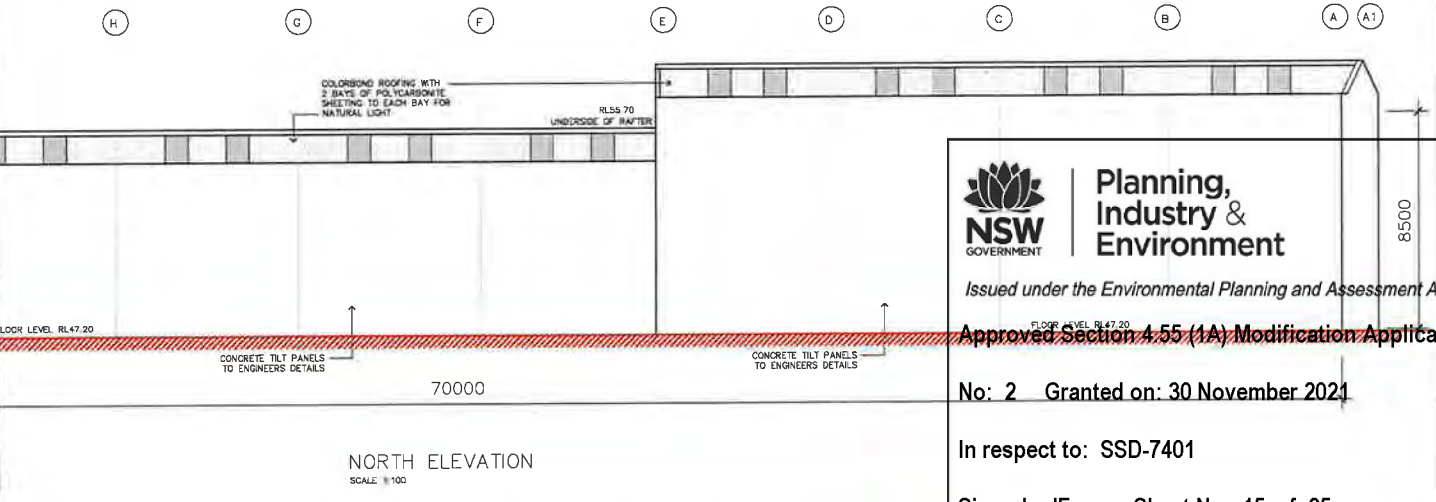 H G F E D C B A A1
COLORBOND ROOFING WITH
2 BAYS OF POLYCARBONITE
SHEETING TO EACH BAY FOR
NATURAL LIGHT
RL55 70
UNDERSIDE OF RAFTER
8500
LOOR LEVEL RL47.20
FLOOR LEVEL RL47.20
CONCRETE TILT PANELS
TO ENGINEERS DETAILS
CONCRETE TILT PANELS
TO ENGINEERS DETAILS
70000
NORTH ELEVATION
SCALE 1:100
NSW
GOVERNMENT
Planning,
Industry &
Environment
Issued under the Environmental Planning and Assessment A
Approved Section 4.55 (1A) Modification Applica
No: 2 Granted on: 30 November 2021
In respect to: SSD-7401